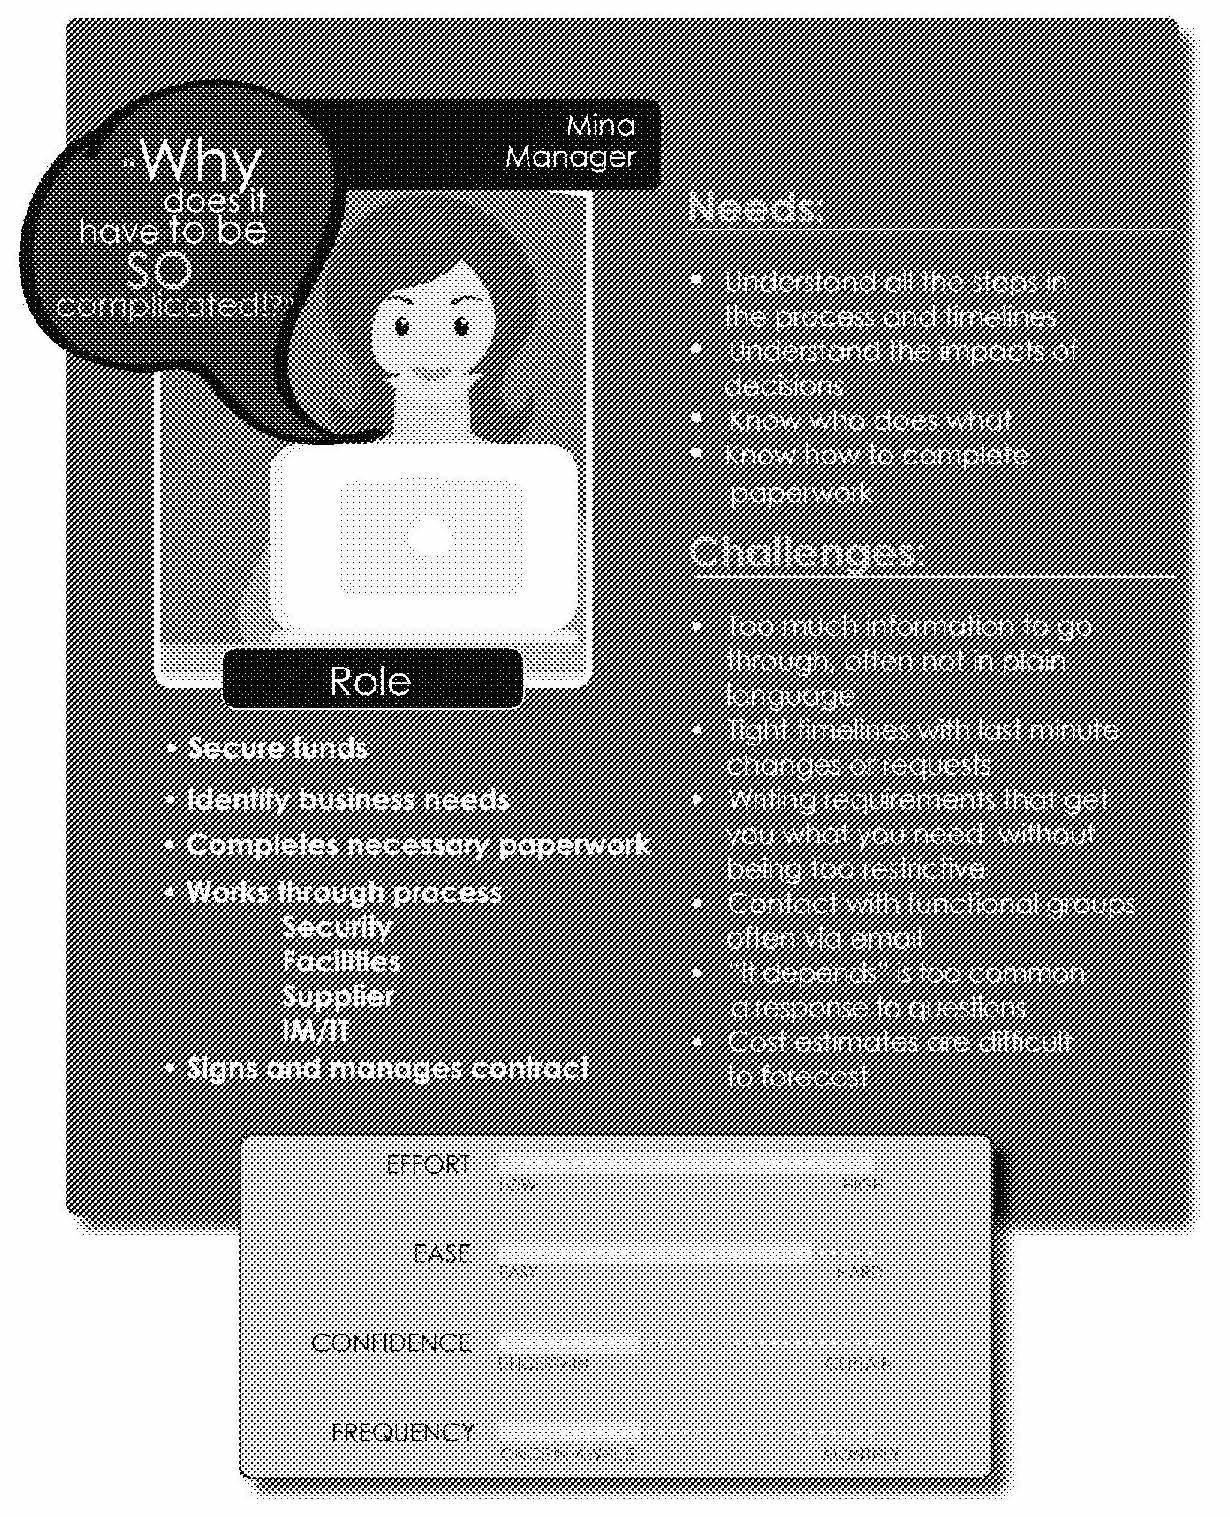 Mina
Manager
"Why
does it
have to be
SO
complicated!?"
Role
• Secure funds
• Identify business needs
• Completes necessary paperwork
• Works through process
Security
Facilities
Supplier
IM/IT
• Signs and manages contract
Needs:
• Understand all the steps in
the process and timelines
• Understand the impacts of
decisions
• Know who does what
• Know how to complete
paperwork
Challenges:
• Too much information to go
through, often not in plain
language
• Tight timelines with last minute
changes or requests
• Writing requirements that get
you what you need without
being too restrictive
• Contact with functional groups
often via email
• "It depends" is too common
a response to questions
• Cost estimates are difficult
to forecast
EFFORT
LOW HIGH
EASE
EASY HARD
CONFIDENCE
FREQUENCY